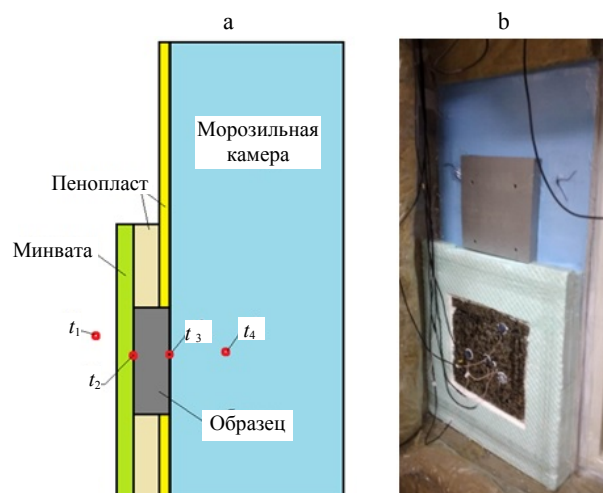 a
b
Морозильная
камера
Пенопласт
Минвата
t1
t2
t3
t4
Образец